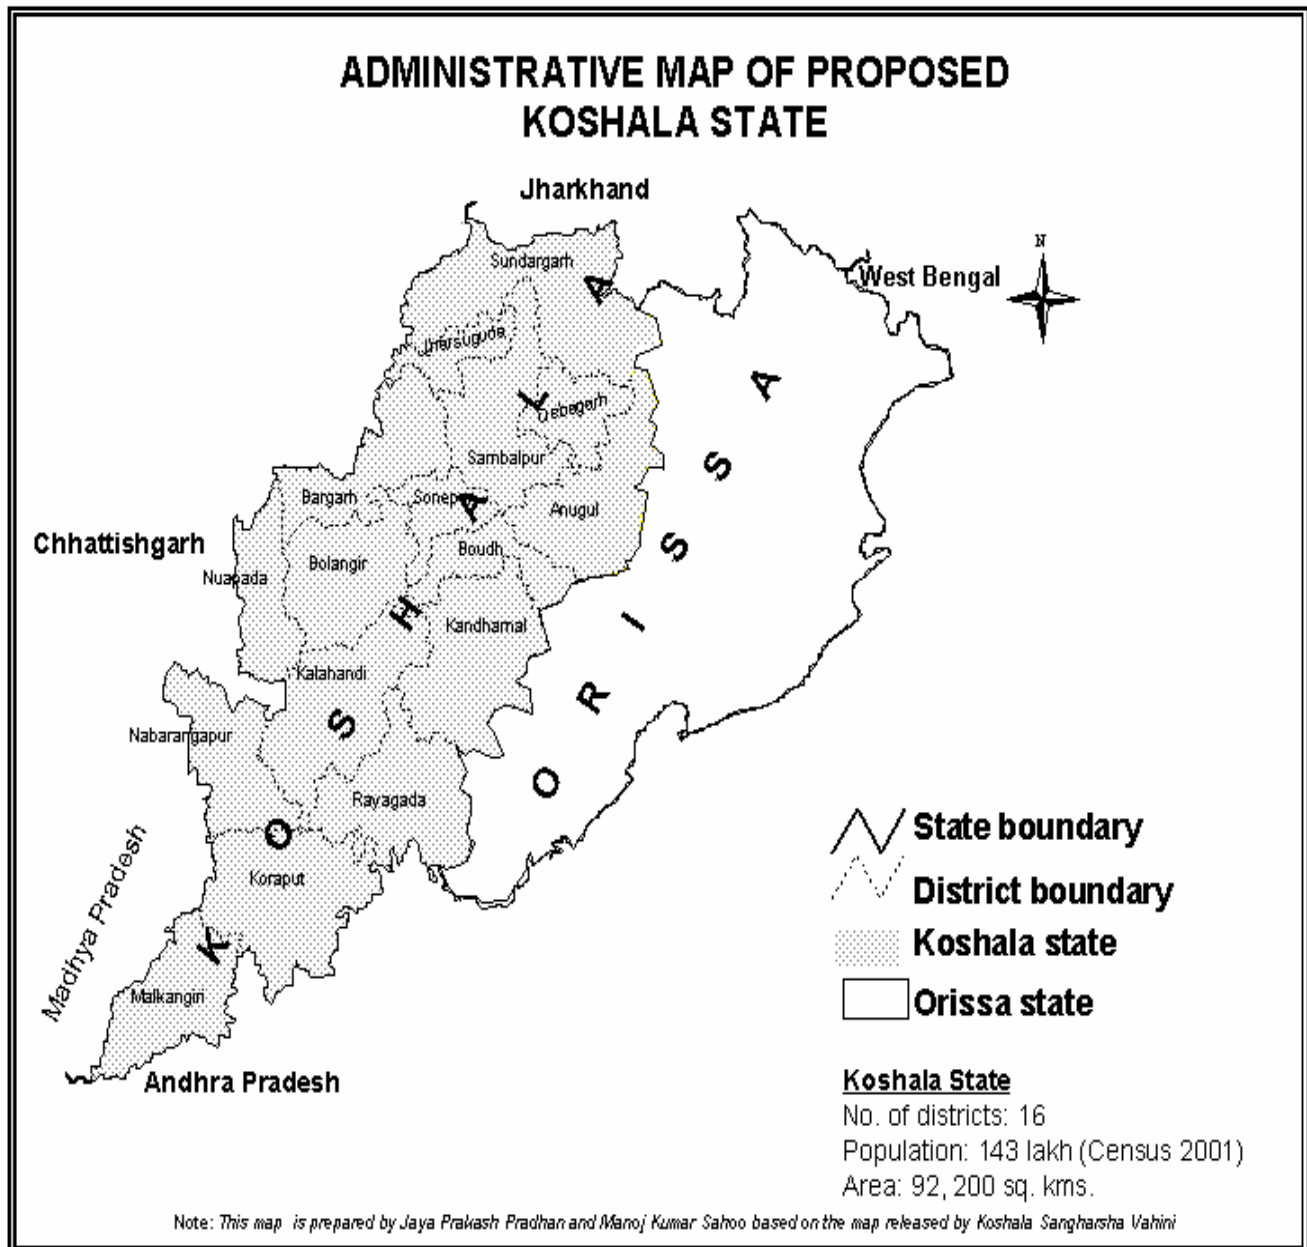 ADMINISTRATIVE MAP OF PROPOSED
KOSHALA STATE
Jharkhand
N
West Bengal
Sundargarh
Jharsuguda
Debagarh
Sambalpur
Bargarh
Sonepur
Anugul
Chhattishgarh
Boudh
Bolangir
Nuapada
Kandhamal
Kalahandi
Nabarangapur
Rayagada
Koraput
Madhya Pradesh
Malkangiri
Andhra Pradesh
KOSHALA
ORISSA
State boundary
District boundary
Koshala state
Orissa state
Koshala State
No. of districts: 16
Population: 143 lakh (Census 2001)
Area: 92, 200 sq. kms.
Note: This map is prepared by Jaya Prakash Pradhan and Manoj Kumar Sahoo based on the map released by Koshala Sangharsha Vahini